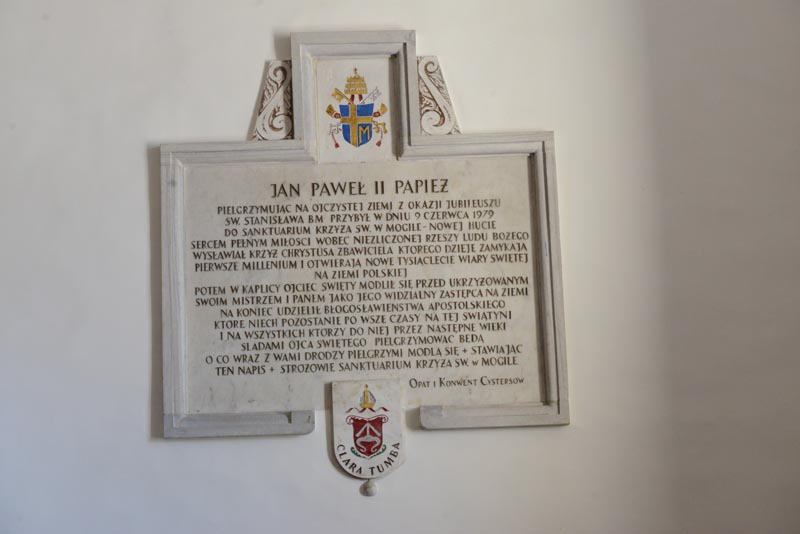 JAN PAWEŁ II PAPIEŻ
PIELGRZYMUJĄC NA OJCZYSTEJ ZIEMI Z OKAZJI JUBILEUSZU
ŚW. STANISŁAWA BM PRZYBYŁ W DNIU 9 CZERWCA 1979
DO SANKTUARIUM KRZYŻA ŚW. W MOGILE - NOWEJ HUCIE
SERCEM PEŁNYM MIŁOŚCI WOBEC NIEZLICZONEJ RZESZY LUDU BOŻEGO
WYSŁAWIAŁ KRZYŻ CHRYSTUSA ZBAWICIELA KTÓREGO DZIEJE ZAMYKAJĄ
PIERWSZE MILLENIUM I OTWIERAJĄ NOWE TYSIĄCLECIE WIARY ŚWIĘTEJ
NA ZIEMI POLSKIEJ
POTEM W KAPLICY OJCIEC ŚWIĘTY MODLIŁ SIĘ PRZED UKRZYŻOWANYM
SWOIM MISTRZEM I PANEM JAKO JEGO WIDZIALNY ZASTĘPCA NA ZIEMI
NA KONIEC UDZIELIŁ BŁOGOSŁAWIEŃSTWA APOSTOLSKIEGO
KTÓRE NIECH POZOSTANIE PO WSZE CZASY NA TEJ ŚWIĄTYNI
I NA WSZYSTKICH KTÓRZY DO NIEJ PRZEZ NASTĘPNE WIEKI
ŚLADAMI OJCA ŚWIĘTEGO PIELGRZYMOWAĆ BĘDĄ
O CO WRAZ Z WAMI DRODZY PIELGRZYMI MODLĄ SIĘ + STAWIAJĄC
TEN NAPIS + STRÓŻOWIE SANKTUARIUM KRZYŻA ŚW. W MOGILE
OPAT I KONWENT CYSTERSÓW
M
CLARA TUMBA